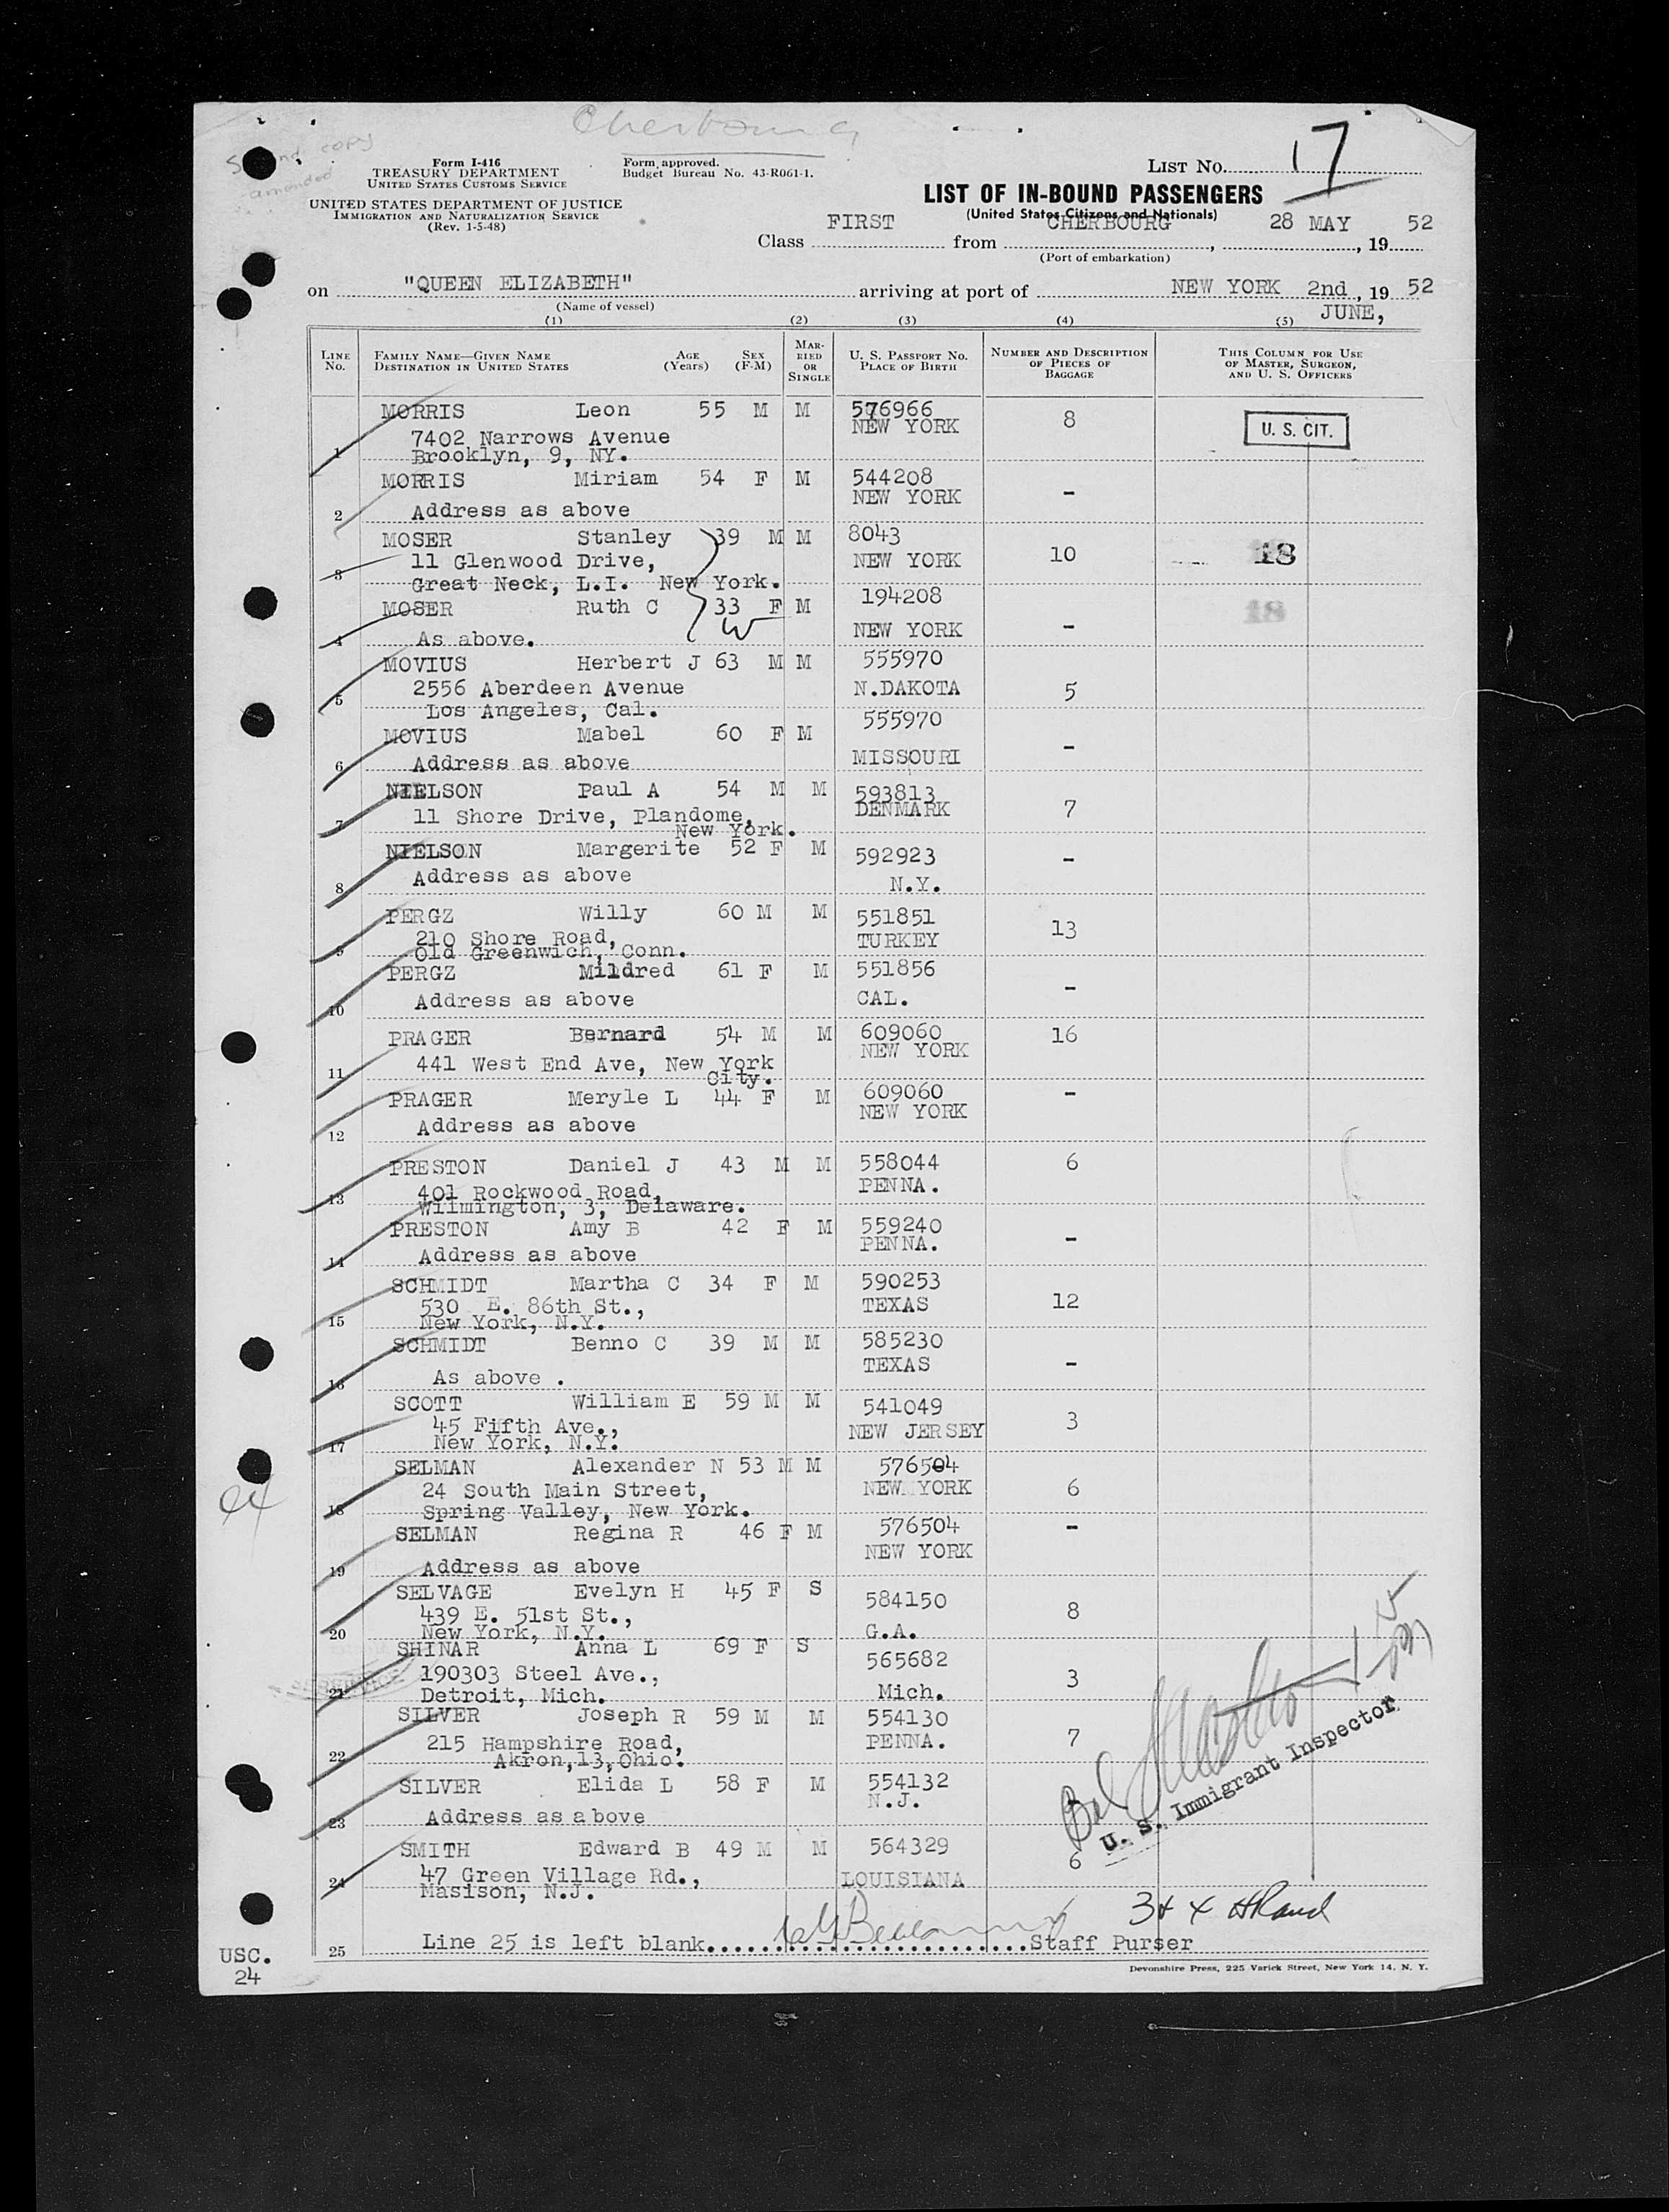 Cherbourg
Second copy
amended
Form I-416
TREASURY DEPARTMENT
UNITED STATES CUSTOMS SERVICE
UNITED STATES DEPARTMENT OF JUSTICE
IMMIGRATION AND NATURALIZATION SERVICE
(Rev. 1-5-48)
Form approved.
Budget Bureau No. 43-R061-1.
LIST No. 17
LIST OF IN-BOUND PASSENGERS
(United States Citizens and Nationals)
Class FIRST from CHERBOURG, 28 MAY, 19 52
(Port of embarkation)
on "QUEEN ELIZABETH" arriving at port of NEW YORK 2nd, 19 52
JUNE,
(Name of vessel)
(1) (2) (3) (4) (5)
LINE No. FAMILY NAME—GIVEN NAME DESTINATION IN UNITED STATES AGE (Years) SEX (F-M) MARRIED OR SINGLE U. S. PASSPORT No. PLACE OF BIRTH NUMBER AND DESCRIPTION OF PIECES OF BAGGAGE THIS COLUMN FOR USE OF MASTER, SURGEON, AND U. S. OFFICERS
MORRIS Leon 55 M M 576966 8 U. S. CIT.
NEW YORK
7402 Narrows Avenue
1 Brooklyn, 9, NY.
MORRIS Miriam 54 F M 544208 -
NEW YORK
2 Address as above
MOSER Stanley 39 M M 8043
11 Glenwood Drive, NEW YORK 10 18
3 Great Neck, L.I. New York.
MOSER Ruth C 33 F M 194208 18
W
4 As above. NEW YORK -
MOVIUS Herbert J 63 M M 555970
2556 Aberdeen Avenue N.DAKOTA 5
5 Los Angeles, Cal.
MOVIUS Mabel 60 F M 555970
6 Address as above MISSOURI -
NIELSON Paul A 54 M M 593813
DENMARK 7
7 11 Shore Drive, Plandome,
New York.
NIELSON Margerite 52 F M 592923 -
8 Address as above N.Y.
PERGZ Willy 60 M M 551851 13
210 Shore Road, TURKEY
9 Old Greenwich, Conn.
PERGZ Mildred 61 F M 551856 -
10 Address as above CAL.
PRAGER Bernard 54 M M 609060 16
NEW YORK
11 441 West End Ave, New York
City.
PRAGER Meryle L 44 F M 609060 -
NEW YORK
12 Address as above
PRESTON Daniel J 43 M M 558044 6
PENNA.
13 401 Rockwood Road,
Wilmington, 3, Delaware.
PRESTON Amy B 42 F M 559240
PENNA. -
14 Address as above
SCHMIDT Martha C 34 F M 590253
530 E. 86th St., TEXAS 12
15 New York, N.Y.
SCHMIDT Benno C 39 M M 585230
TEXAS -
16 As above .
SCOTT William E 59 M M 541049
45 Fifth Ave., NEW JERSEY 3
17 New York, N.Y.
SELMAN Alexander N 53 M M 576504
24 South Main Street, NEW YORK 6
18 Spring Valley, New York.
SELMAN Regina R 46 F M 576504 -
NEW YORK
19 Address as above
SELVAGE Evelyn H 45 F S 584150
439 E. 51st St., 8
20 New York, N.Y. G.A.
SHINAR Anna L 69 F S 565682
190303 Steel Ave., 3
21 Detroit, Mich. Mich.
SILVER Joseph R 59 M M 554130
215 Hampshire Road, PENNA. 7
22 Akron,13,Ohio.
SILVER Elida L 58 F M 554132
N.J.
23 Address as above
SMITH Edward B 49 M M 564329 6
24 47 Green Village Rd., LOUISIANA
Masison, N.J.
U. S. Immigrant Inspector
25 Line 25 is left blank........................Staff Purser
USC.
24
Devonshire Press, 225 Varick Street, New York 14, N. Y.